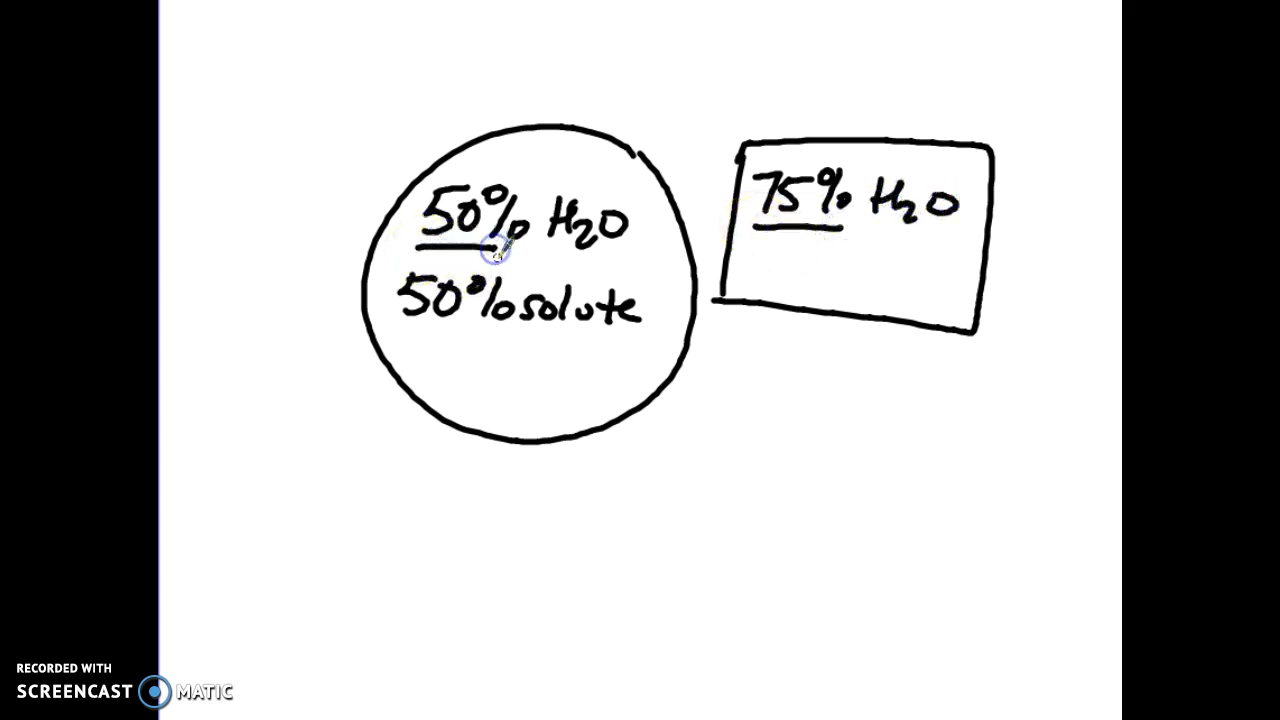 50% H₂O
50% solute
75% H₂O
RECORDED WITH
SCREENCAST MATIC